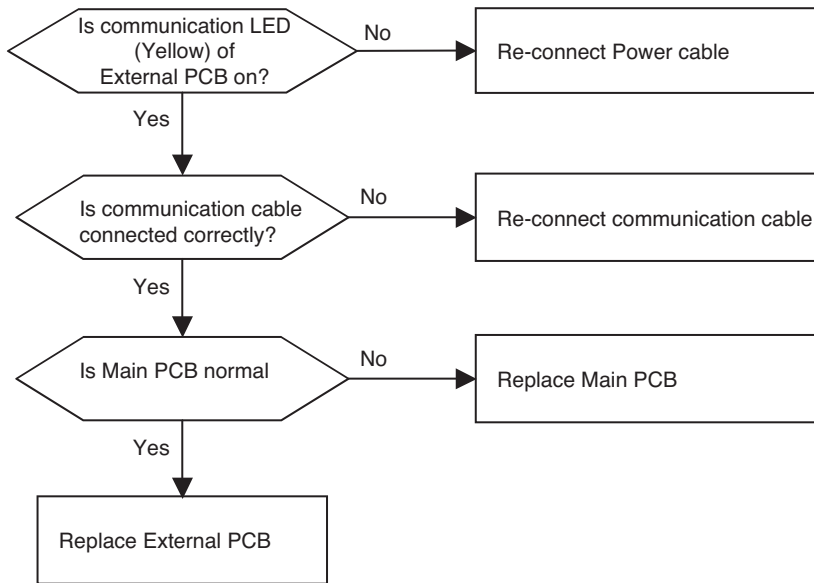 Is communication LED
(Yellow) of
External PCB on?
No
Re-connect Power cable
Yes
Is communication cable
connected correctly?
No
Re-connect communication cable
Yes
Is Main PCB normal
No
Replace Main PCB
Yes
Replace External PCB